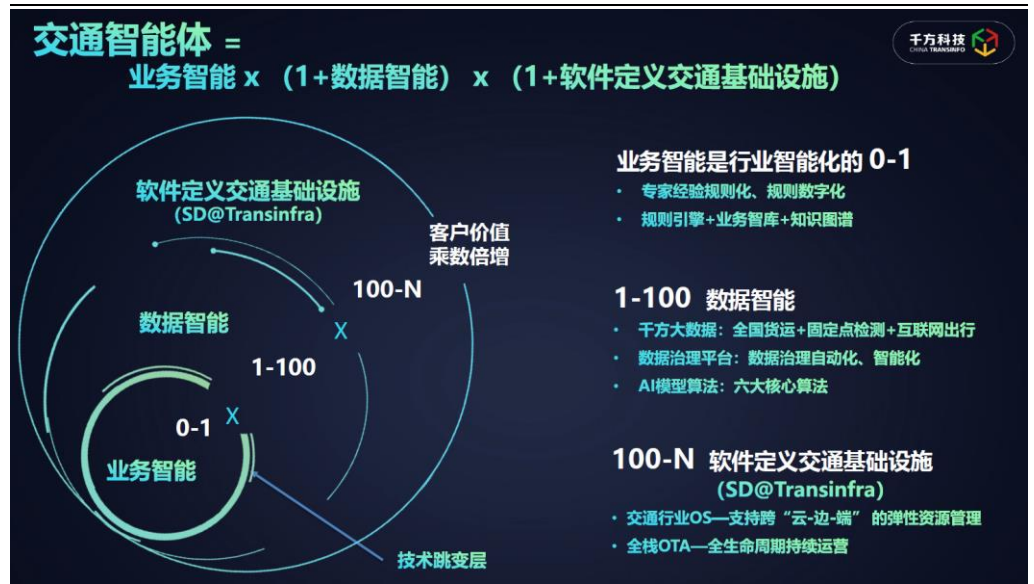 交通智能体 =
业务智能 x （1+数据智能） x （1+软件定义交通基础设施）
千方科技
CHINA TRANSINFO
软件定义交通基础设施
(SD@Transinfra)
客户价值
乘数倍增
100-N
X
数据智能
1-100
X
0-1
业务智能
技术跳变层
业务智能是行业智能化的 0-1
• 专家经验规则化、规则数字化
• 规则引擎+业务智库+知识图谱
1-100 数据智能
• 千方大数据：全国货运+固定点检测+互联网出行
• 数据治理平台：数据治理自动化、智能化
• AI模型算法：六大核心算法
100-N 软件定义交通基础设施
(SD@Transinfra)
• 交通行业OS—支持跨“云-边-端” 的弹性资源管理
• 全栈OTA—全生命周期持续运营